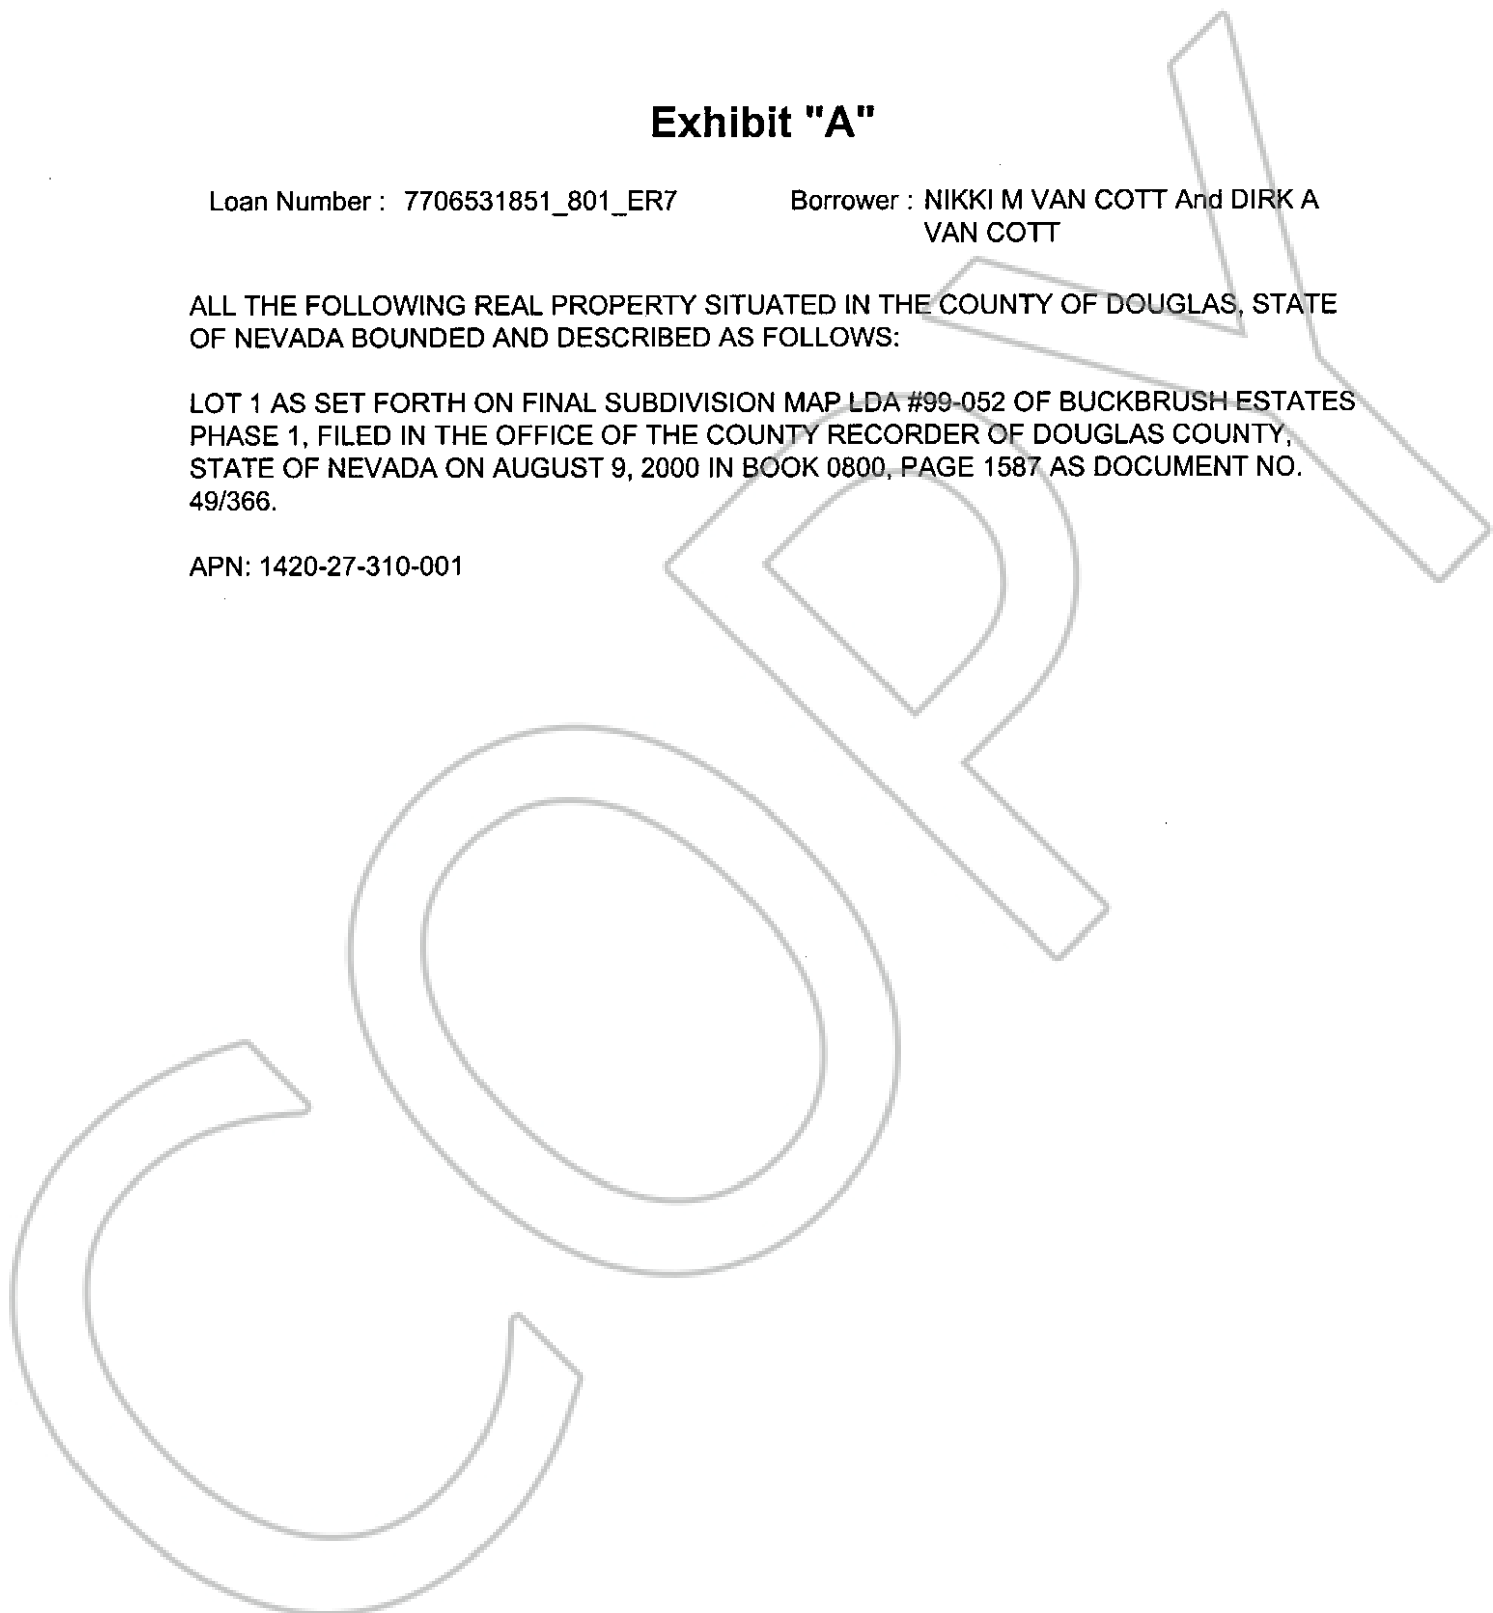 Exhibit "A"
Loan Number : 7706531851_801_ER7 Borrower : NIKKI M VAN COTT And DIRK A
VAN COTT
ALL THE FOLLOWING REAL PROPERTY SITUATED IN THE COUNTY OF DOUGLAS, STATE
OF NEVADA BOUNDED AND DESCRIBED AS FOLLOWS:
LOT 1 AS SET FORTH ON FINAL SUBDIVISION MAP LDA #99-052 OF BUCKBRUSH ESTATES
PHASE 1, FILED IN THE OFFICE OF THE COUNTY RECORDER OF DOUGLAS COUNTY,
STATE OF NEVADA ON AUGUST 9, 2000 IN BOOK 0800, PAGE 1587 AS DOCUMENT NO.
49/366.
APN: 1420-27-310-001
COPY